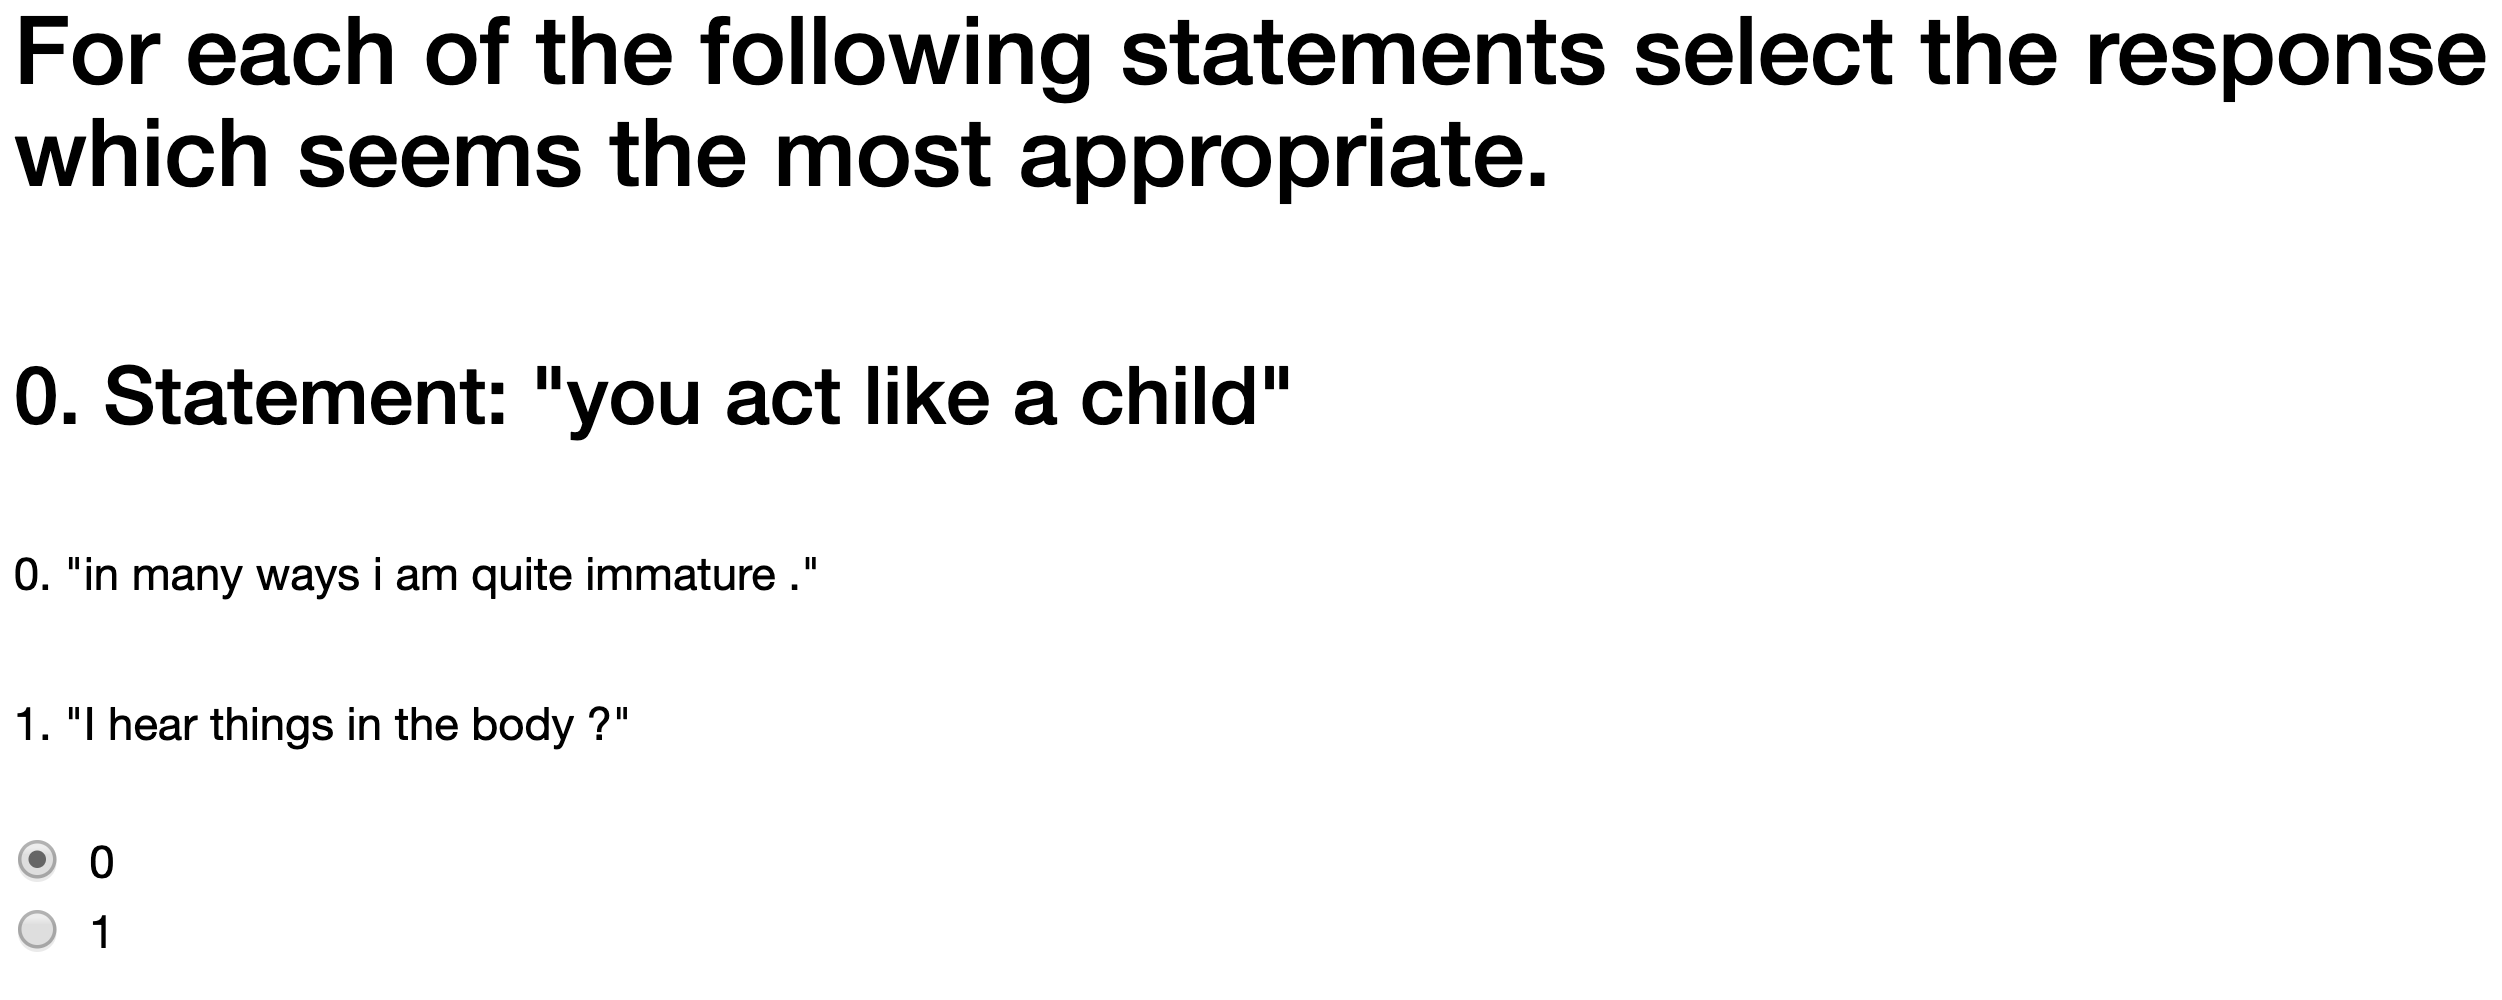 For each of the following statements select the response
which seems the most appropriate.
0. Statement: "you act like a child"
0. "in many ways i am quite immature ."
1. "I hear things in the body ?"
0
1